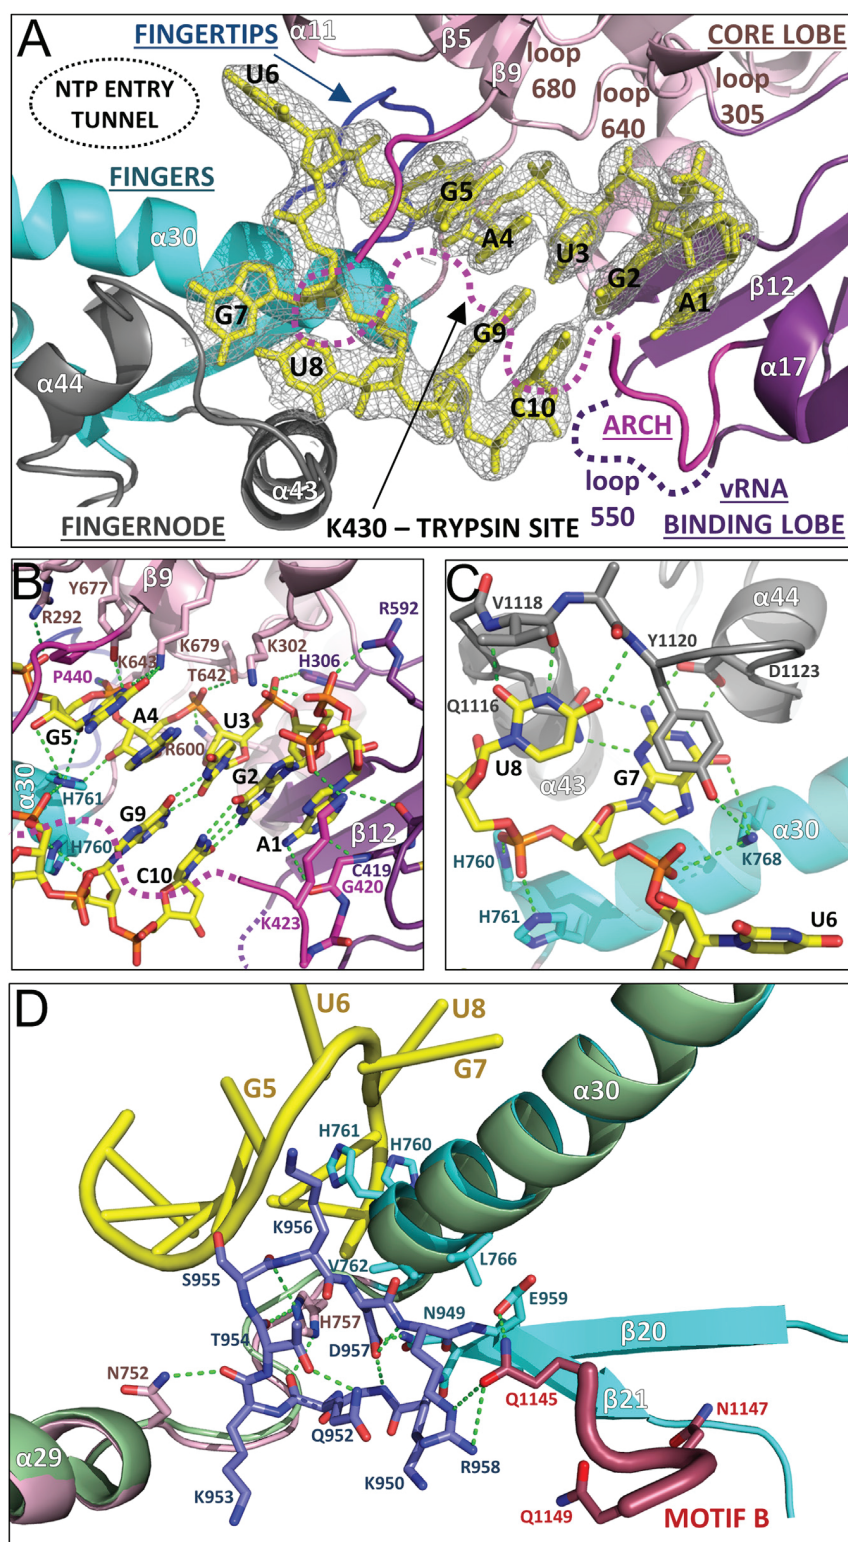 A
FINGERTIPS
α11
β5
CORE LOBE
U6
β9
loop
680
loop
640
loop
305
NTP ENTRY
TUNNEL
FINGERS
G5
α30
A4
U3
G2
A1
β12
G7
G9
U8
α44
α17
C10
ARCH
α43
loop
550
vRNA
BINDING LOBE
FINGERNODE
K430 – TRYPSIN SITE
B
β9
Y677
R292
R592
K679
K302
K643
P440
T642
H306
A4
U3
G5
R600
α30
G2
H761
G9
A1
β12
H760
C10
C419
G420
K423
C
V1118
α44
Y1120
D1123
Q1116
U8
α43
G7
α30
H760
K768
H761
U6
D
U6
U8
G7
G5
α30
H761
H760
K956
V762
L766
S955
E959
N949
H757
T954
D957
β20
N752
Q1145
β21
N1147
Q952
α29
R958
K950
K953
Q1149
MOTIF B